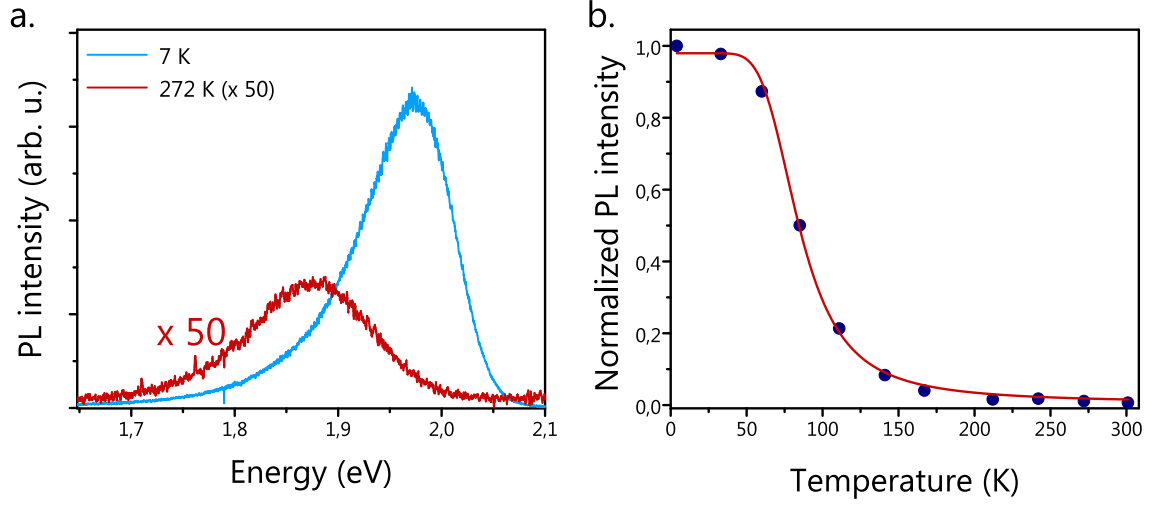 a.
7 K
272 K (x 50)
x 50
PL intensity (arb. u.)
1,7
1,8
1,9
2,0
2,1
Energy (eV)
b.
1,0
0,8
0,6
0,4
0,2
0,0
Normalized PL intensity
0
50
100
150
200
250
300
Temperature (K)